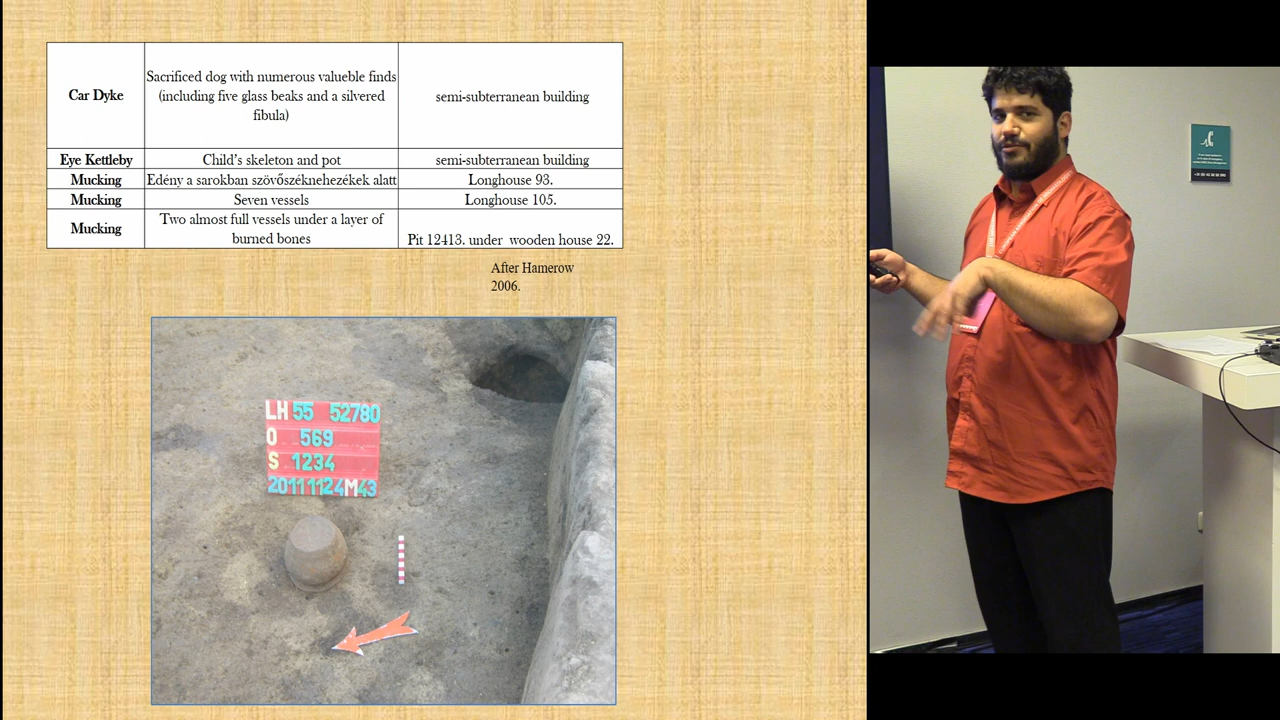 Car Dyke
Sacrificed dog with numerous valueble finds
(including five glass beaks and a silvered
fibula)
semi-subterranean building
Eye Kettleby
Child's skeleton and pot
semi-subteranean building
Mucking
Edény a sarokban szövőszéknehezékek alatt
Longhouse 93.
Mucking
Seven vessels
Longhouse 105.
Mucking
Two almost full vessels under a layer of
burned bones
Pit 12413. under wooden house 22.
After Hamerow
2006.
LH 55 52780
O 569
S 1234
20111124M43